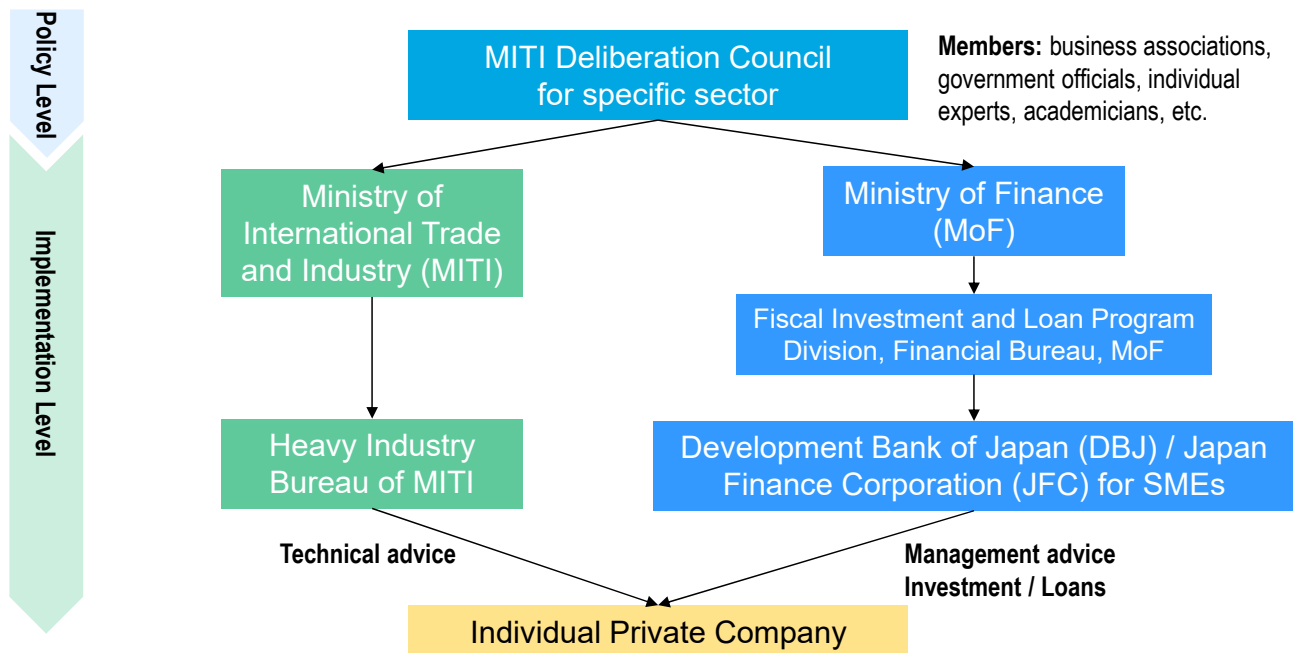 Policy Level
MITI Deliberation Council
for specific sector
Members: business associations,
government officials, individual
experts, academicians, etc.
Implementation Level
Ministry of
International Trade
and Industry (MITI)
Ministry of Finance
(MoF)
Fiscal Investment and Loan Program
Division, Financial Bureau, MoF
Heavy Industry
Bureau of MITI
Development Bank of Japan (DBJ) / Japan
Finance Corporation (JFC) for SMEs
Technical advice
Management advice
Investment / Loans
Individual Private Company